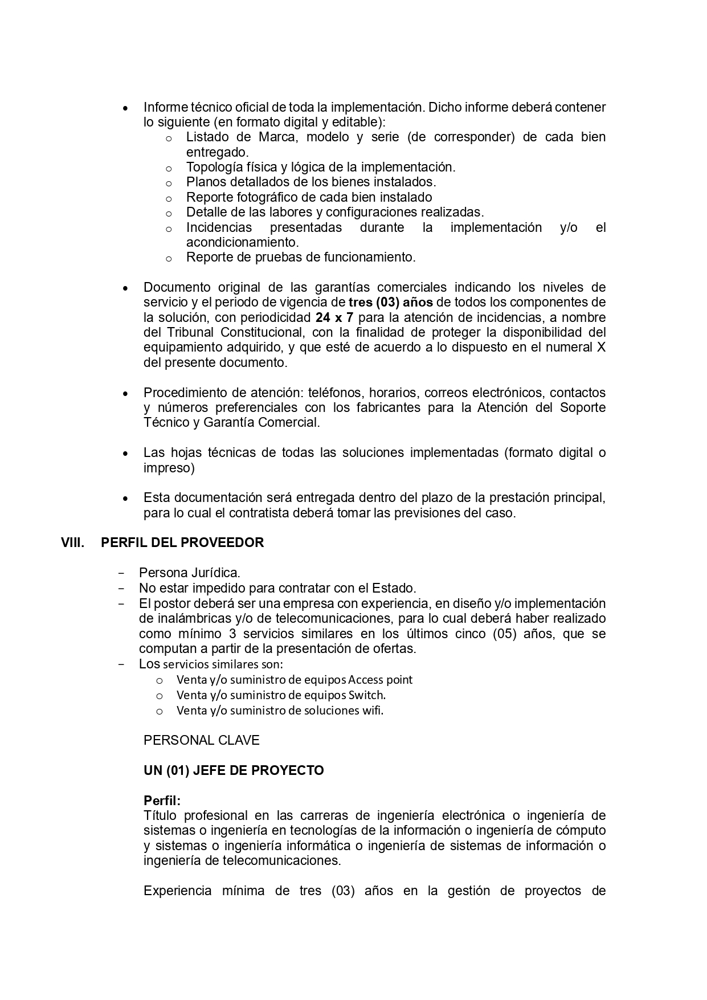 • Informe técnico oficial de toda la implementación. Dicho informe deberá contener
lo siguiente (en formato digital y editable):
o Listado de Marca, modelo y serie (de corresponder) de cada bien
entregado.
o Topología física y lógica de la implementación.
o Planos detallados de los bienes instalados.
o Reporte fotográfico de cada bien instalado
o Detalle de las labores y configuraciones realizadas.
o Incidencias presentadas durante la implementación y/o el
acondicionamiento.
o Reporte de pruebas de funcionamiento.
• Documento original de las garantías comerciales indicando los niveles de
servicio y el periodo de vigencia de tres (03) años de todos los componentes de
la solución, con periodicidad 24 x 7 para la atención de incidencias, a nombre
del Tribunal Constitucional, con la finalidad de proteger la disponibilidad del
equipamiento adquirido, y que esté de acuerdo a lo dispuesto en el numeral X
del presente documento.
• Procedimiento de atención: teléfonos, horarios, correos electrónicos, contactos
y números preferenciales con los fabricantes para la Atención del Soporte
Técnico y Garantía Comercial.
• Las hojas técnicas de todas las soluciones implementadas (formato digital o
impreso)
• Esta documentación será entregada dentro del plazo de la prestación principal,
para lo cual el contratista deberá tomar las previsiones del caso.
VIII. PERFIL DEL PROVEEDOR
- Persona Jurídica.
- No estar impedido para contratar con el Estado.
- El postor deberá ser una empresa con experiencia, en diseño y/o implementación
de inalámbricas y/o de telecomunicaciones, para lo cual deberá haber realizado
como mínimo 3 servicios similares en los últimos cinco (05) años, que se
computan a partir de la presentación de ofertas.
- Los servicios similares son:
o Venta y/o suministro de equipos Access point
o Venta y/o suministro de equipos Switch.
o Venta y/o suministro de soluciones wifi.
PERSONAL CLAVE
UN (01) JEFE DE PROYECTO
Perfil:
Título profesional en las carreras de ingeniería electrónica o ingeniería de
sistemas o ingeniería en tecnologías de la información o ingeniería de cómputo
y sistemas o ingeniería informática o ingeniería de sistemas de información o
ingeniería de telecomunicaciones.
Experiencia mínima de tres (03) años en la gestión de proyectos de